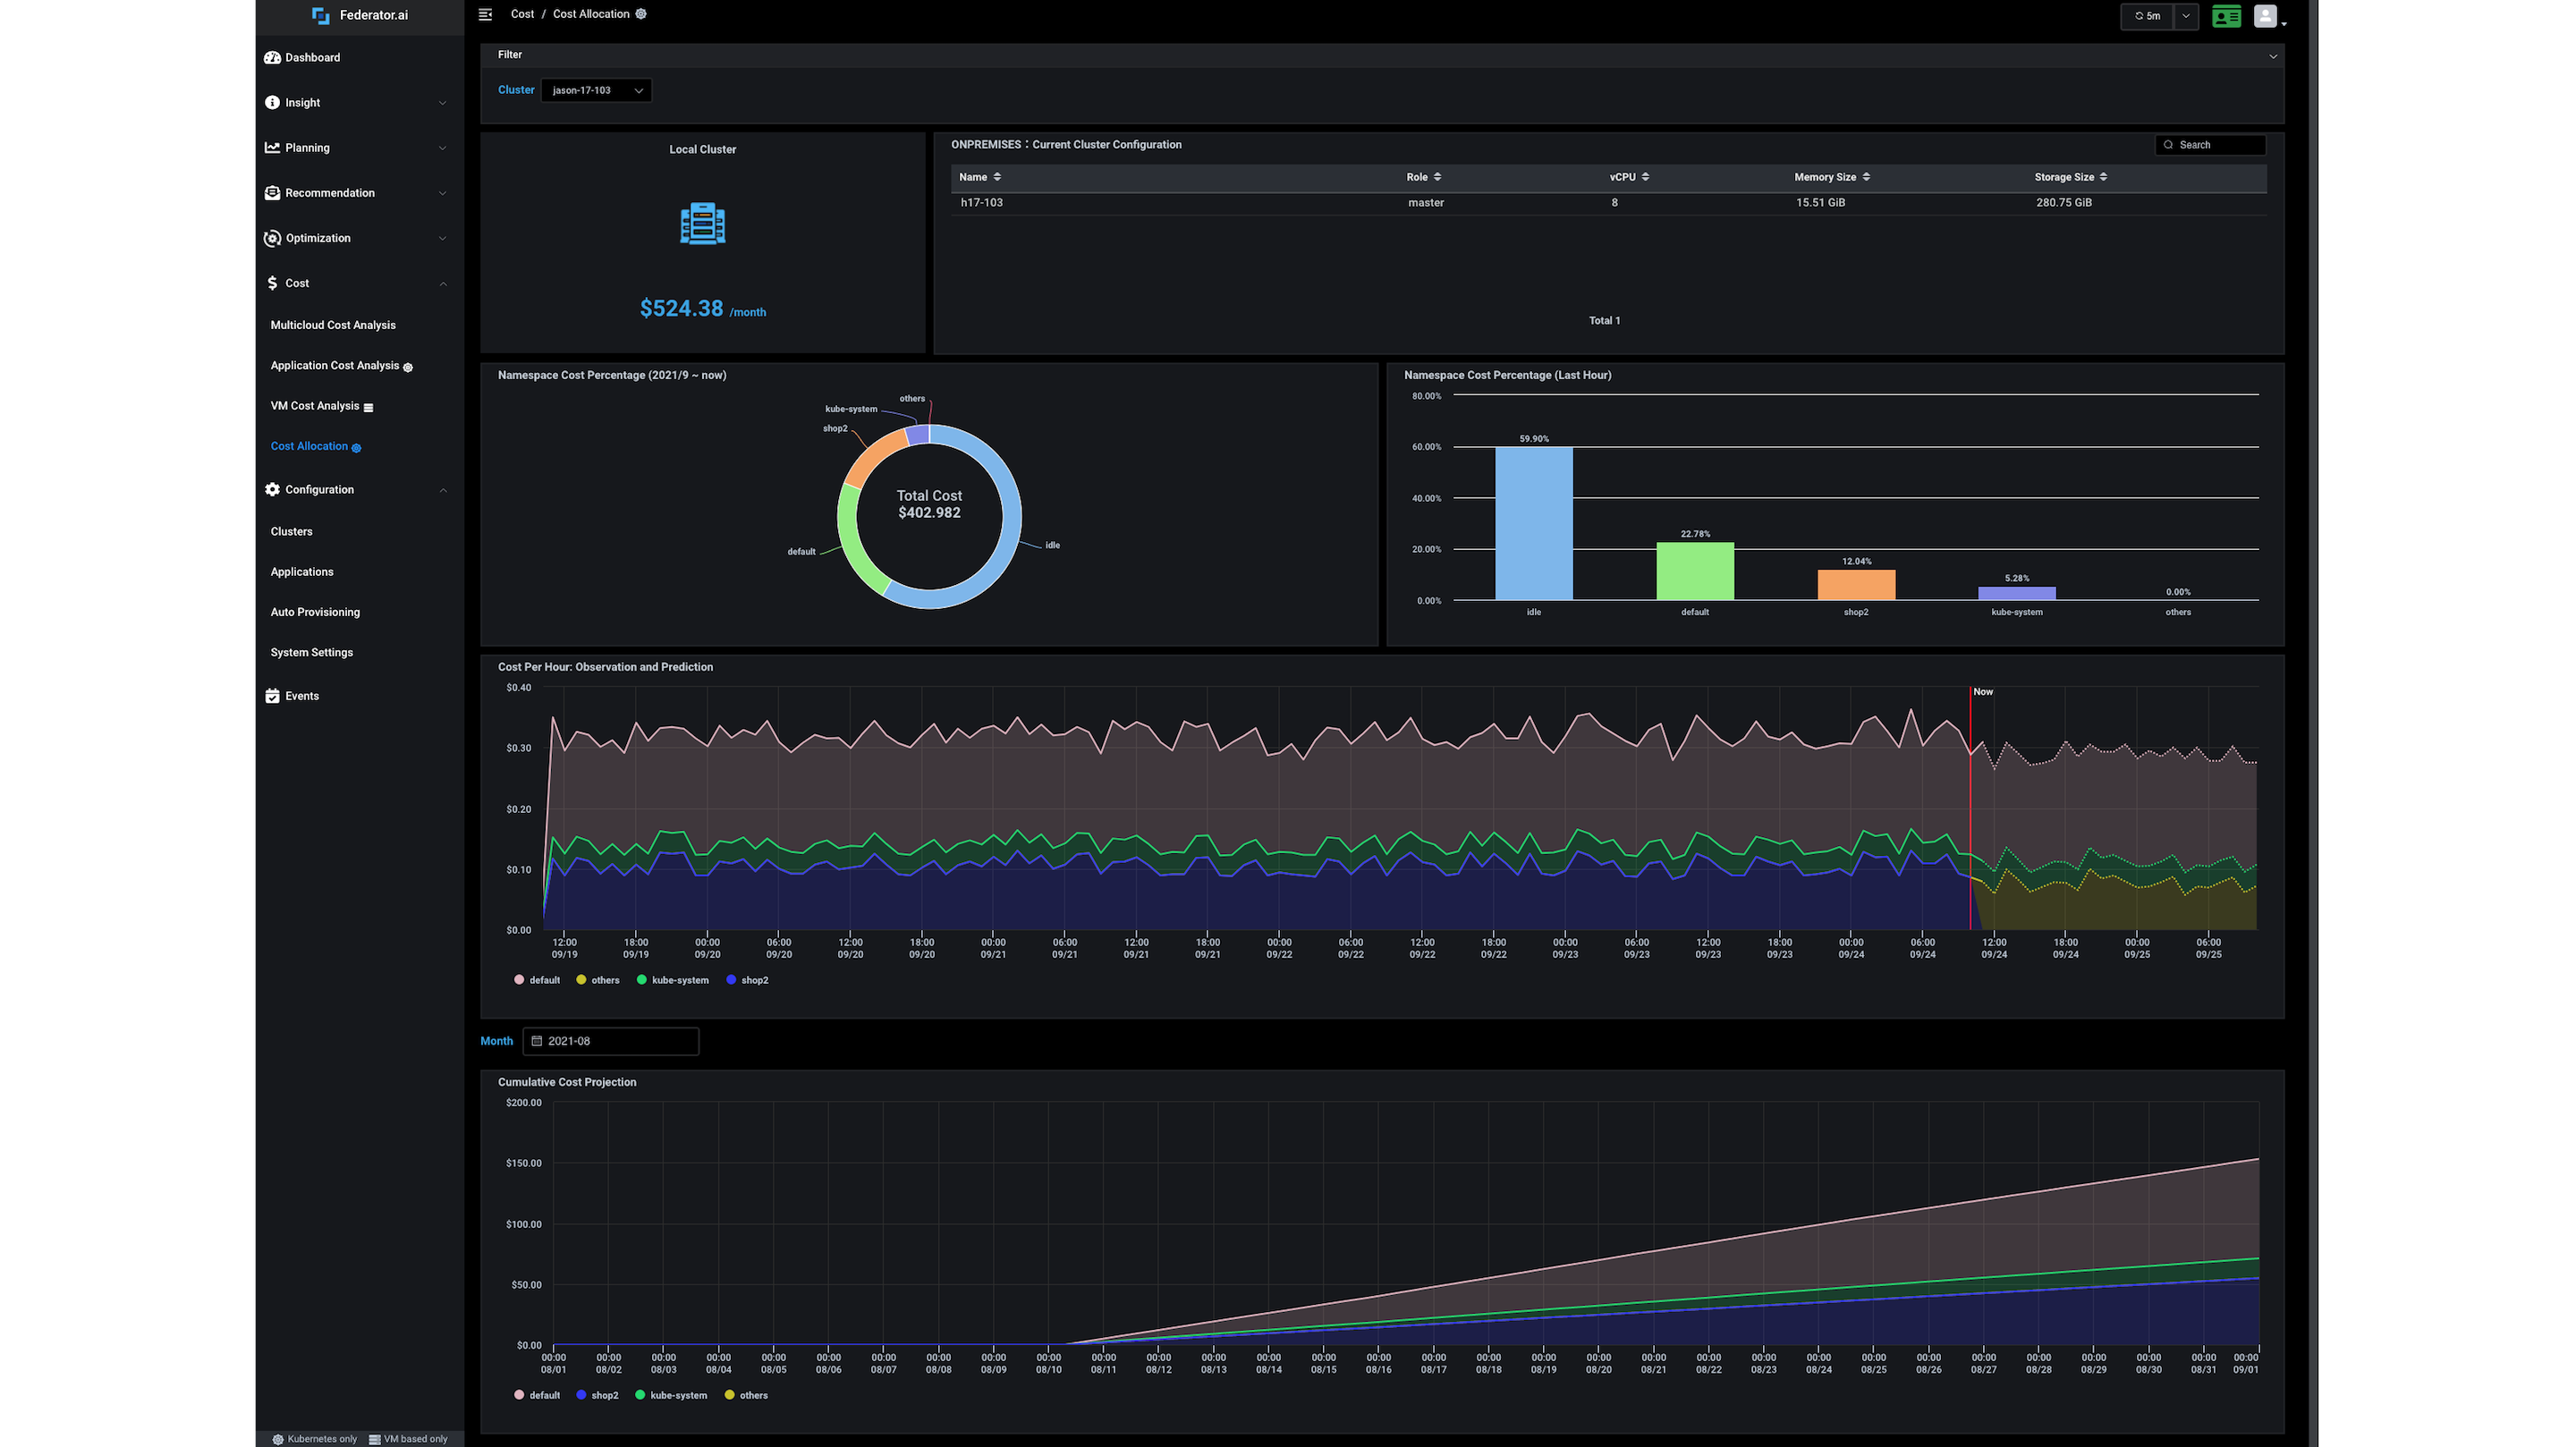 Federator.ai
Dashboard
Insight
Planning
Recommendation
Optimization
Cost
Multicloud Cost Analysis
Application Cost Analysis
VM Cost Analysis
Cost Allocation
Configuration
Clusters
Applications
Auto Provisioning
System Settings
Events
Kubernetes only VM based only
Cost / Cost Allocation
5m
Filter
Cluster jason-17-103
Local Cluster
$524.38 /month
ONPREMISES : Current Cluster Configuration
Search
Name Role vCPU Memory Size Storage Size
h17-103 master 8 15.51 GiB 280.75 GiB
Total 1
Namespace Cost Percentage (2021/9 ~ now)
others
kube-system
shop2
Total Cost
$402.982
default
idle
Namespace Cost Percentage (Last Hour)
80.00%
60.00%
40.00%
20.00%
0.00%
59.90%
22.78%
12.04%
5.28%
0.00%
idle default shop2 kube-system others
Cost Per Hour: Observation and Prediction
$0.40
$0.30
$0.20
$0.10
$0.00
Now
12:00 18:00 00:00 06:00 12:00 18:00 00:00 06:00 12:00 18:00 00:00 06:00 12:00 18:00 00:00 06:00 12:00 18:00 00:00 06:00 12:00 18:00 00:00 06:00
09/19 09/19 09/20 09/20 09/20 09/20 09/21 09/21 09/21 09/21 09/22 09/22 09/22 09/22 09/23 09/23 09/23 09/23 09/24 09/24 09/24 09/24 09/25 09/25
default others kube-system shop2
Month 2021-08
Cumulative Cost Projection
$200.00
$150.00
$100.00
$50.00
$0.00
00:00 00:00 00:00 00:00 00:00 00:00 00:00 00:00 00:00 00:00 00:00 00:00 00:00 00:00 00:00 00:00 00:00 00:00 00:00 00:00 00:00 00:00 00:00 00:00 00:00 00:00 00:00 00:00 00:00 00:00 00:00 00:00
08/01 08/02 08/03 08/04 08/05 08/06 08/07 08/08 08/09 08/10 08/11 08/12 08/13 08/14 08/15 08/16 08/17 08/18 08/19 08/20 08/21 08/22 08/23 08/24 08/25 08/26 08/27 08/28 08/29 08/30 08/31 09/01
default shop2 kube-system others